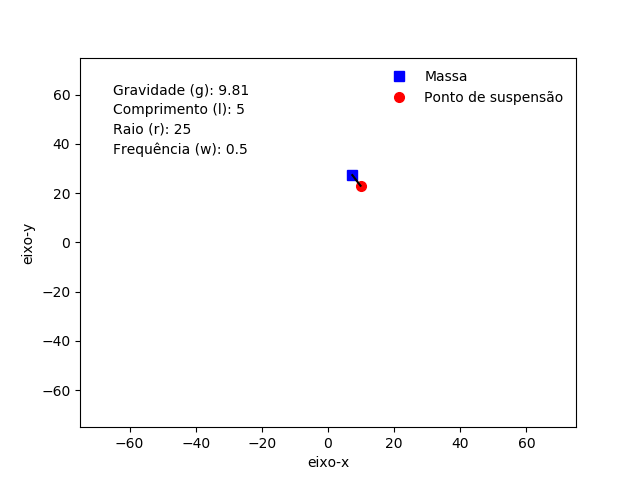 Gravidade (g): 9.81
Comprimento (l): 5
Raio (r): 25
Frequência (w): 0.5
Massa
Ponto de suspensão
eixo-y
60
40
20
0
−20
−40
−60
−60 −40 −20 0 20 40 60
eixo-x